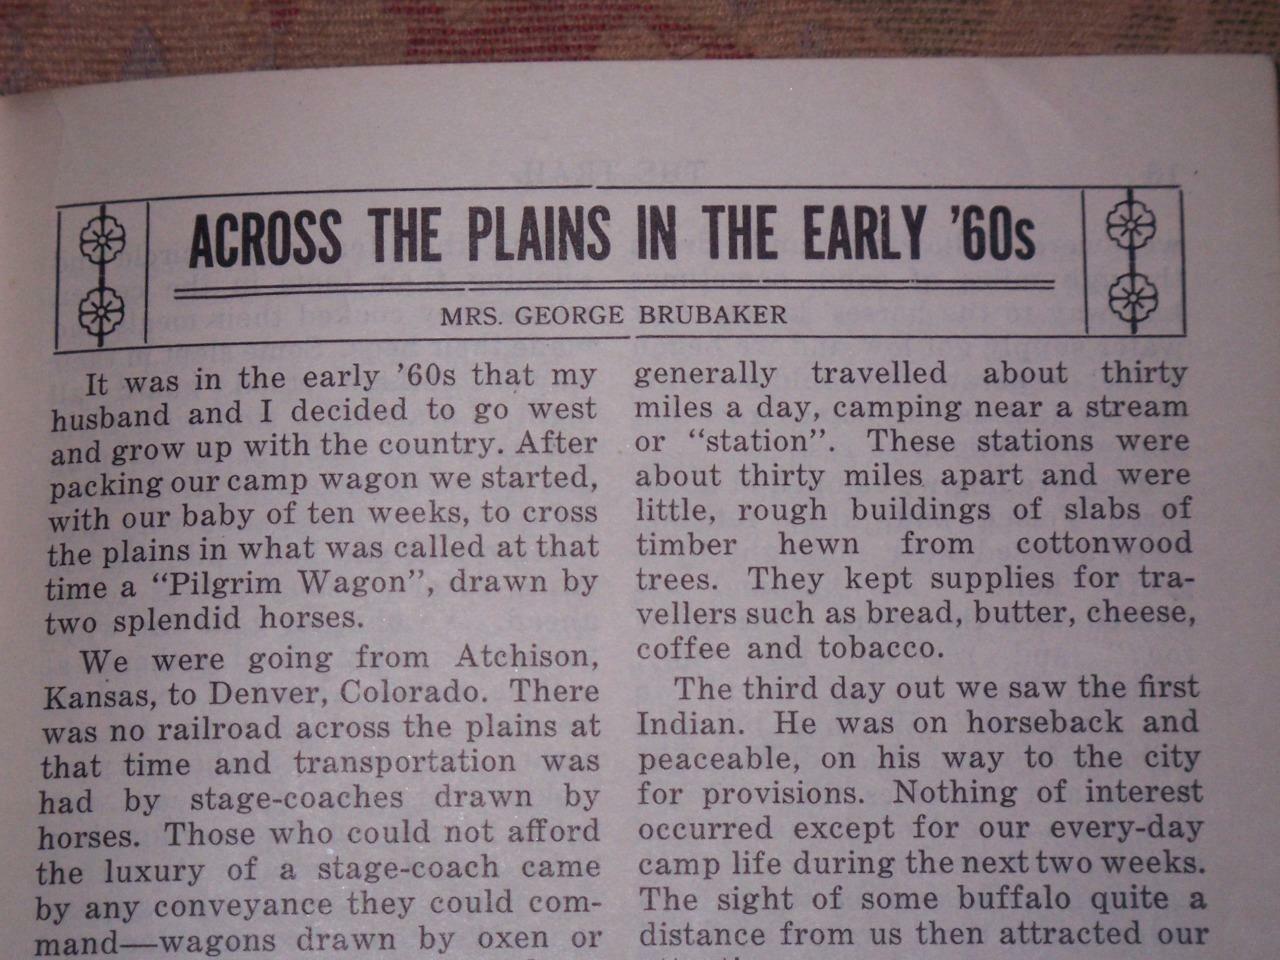 ACROSS THE PLAINS IN THE EARLY '60s
MRS. GEORGE BRUBAKER
It was in the early '60s that my
husband and I decided to go west
and grow up with the country. After
packing our camp wagon we started,
with our baby of ten weeks, to cross
the plains in what was called at that
time a “Pilgrim Wagon”, drawn by
two splendid horses.
We were going from Atchison,
Kansas, to Denver, Colorado. There
was no railroad across the plains at
that time and transportation was
had by stage-coaches drawn by
horses. Those who could not afford
the luxury of a stage-coach came
by any conveyance they could com-
mand—wagons drawn by oxen or
generally travelled about thirty
miles a day, camping near a stream
or “station”. These stations were
about thirty miles apart and were
little, rough buildings of slabs of
timber hewn from cottonwood
trees. They kept supplies for tra-
vellers such as bread, butter, cheese,
coffee and tobacco.
The third day out we saw the first
Indian. He was on horseback and
peaceable, on his way to the city
for provisions. Nothing of interest
occurred except for our every-day
camp life during the next two weeks.
The sight of some buffalo quite a
distance from us then attracted our